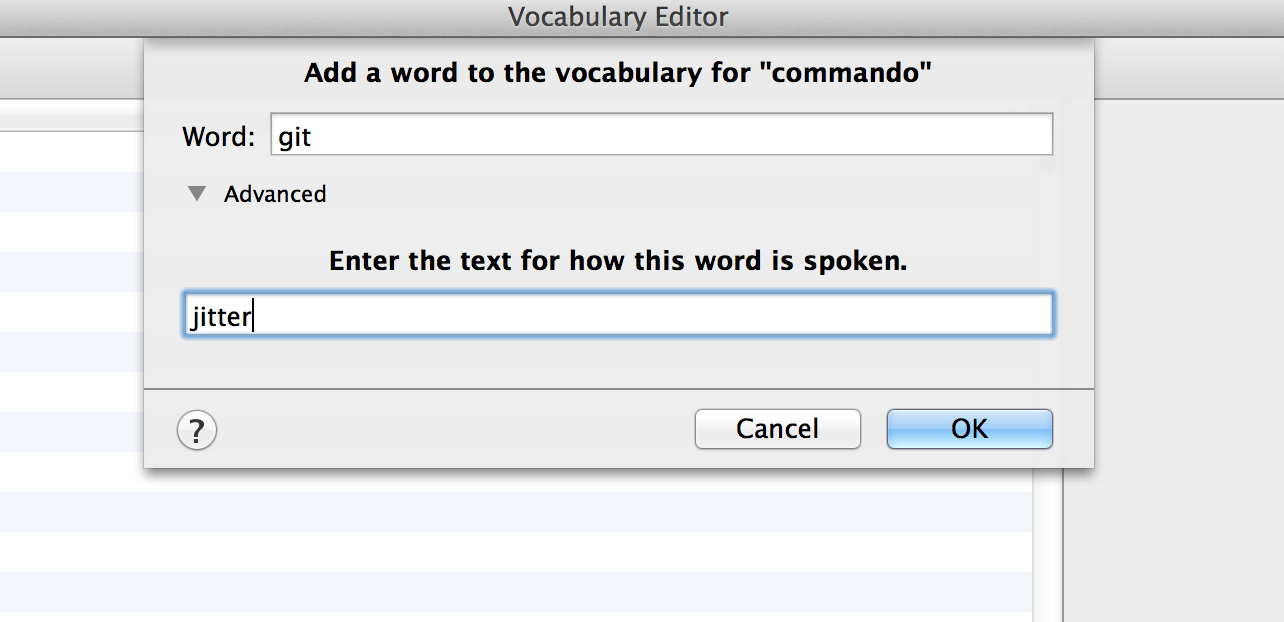 Vocabulary Editor
Add a word to the vocabulary for "commando"
Word: git
Advanced
Enter the text for how this word is spoken.
jitter
? Cancel OK